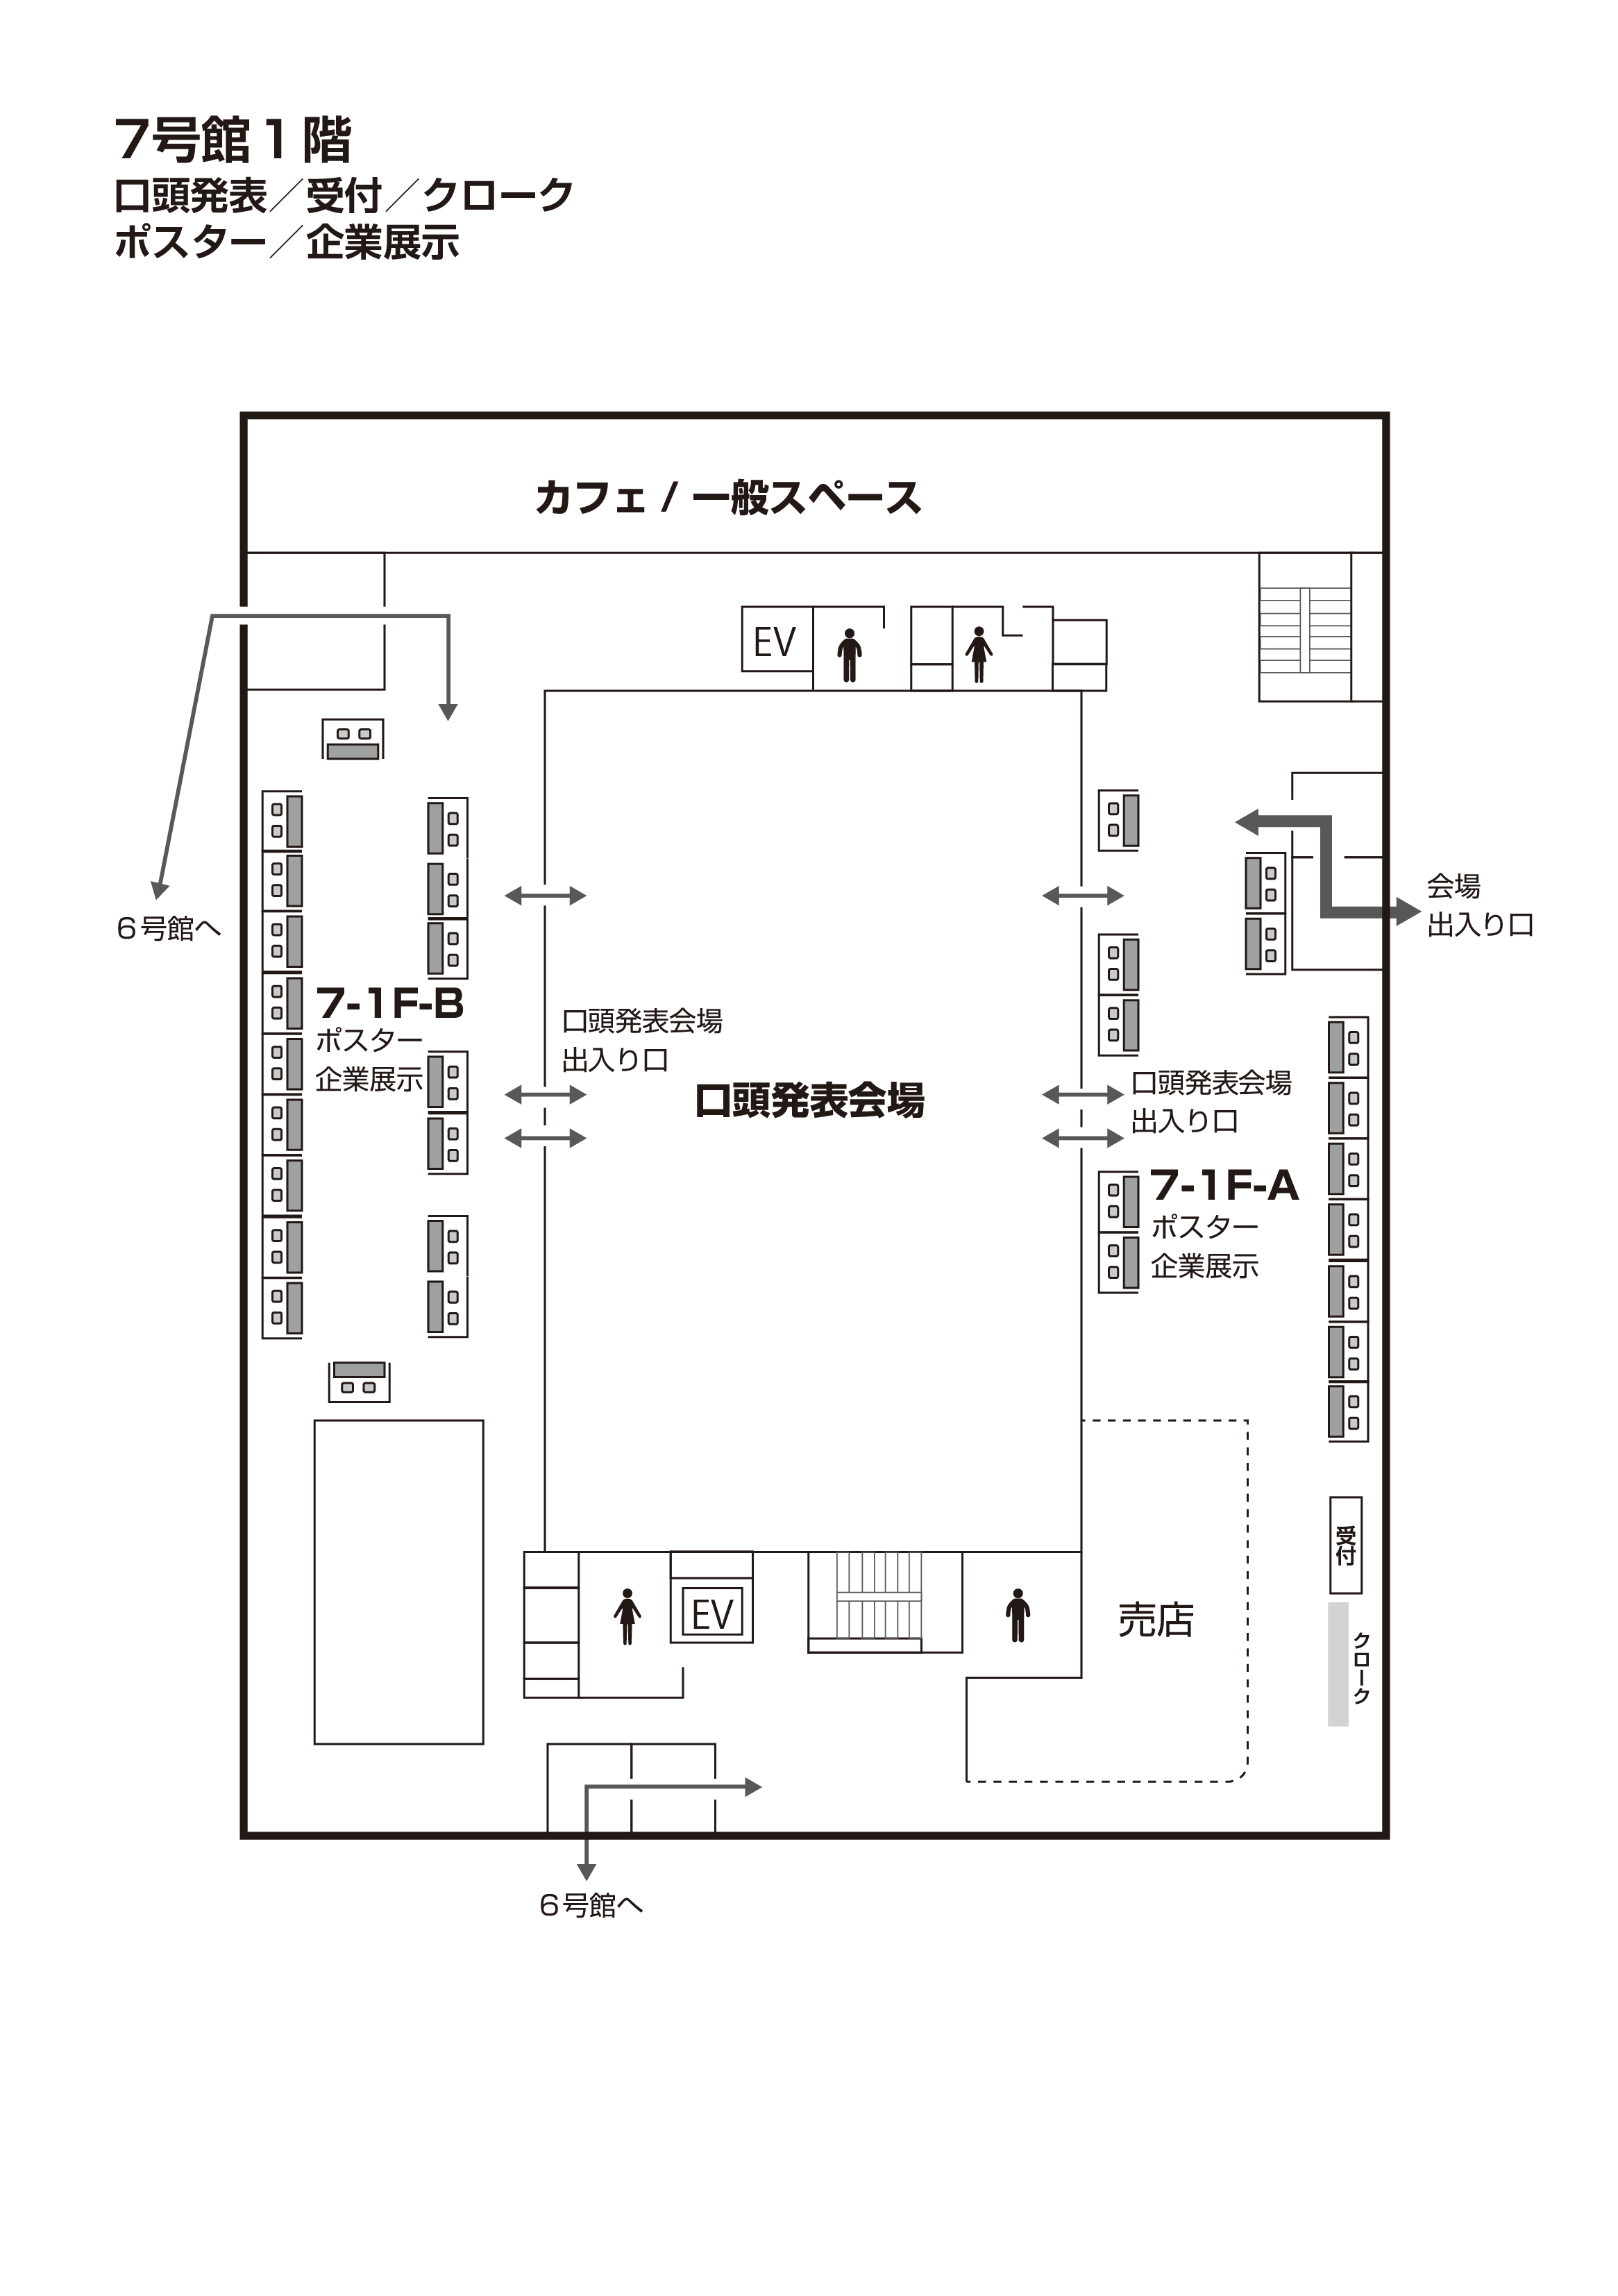 7号館1階
口頭発表／受付／クローク
ポスター／企業展示
カフェ / 一般スペース
EV
6号館へ
会場
出入り口
7-1F-B
ポスター
企業展示
口頭発表会場
出入り口
口頭発表会場
口頭発表会場
出入り口
7-1F-A
ポスター
企業展示
受付
クローク
売店
EV
6号館へ